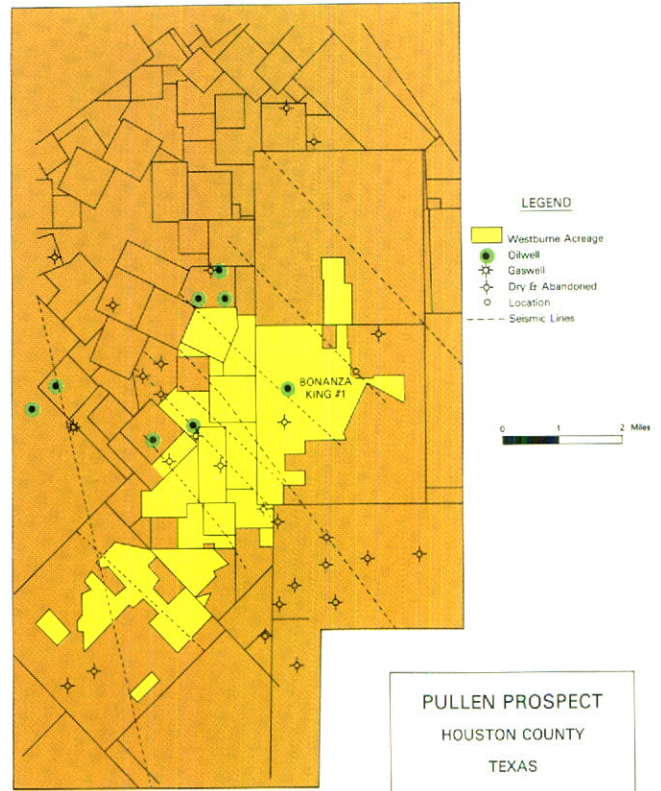 LEGEND
Westburne Acreage
Oilwell
Gaswell
Dry & Abandoned
Location
Seismic Lines
BONANZA
KING #1
0 1 2 Miles
PULLEN PROSPECT
HOUSTON COUNTY
TEXAS